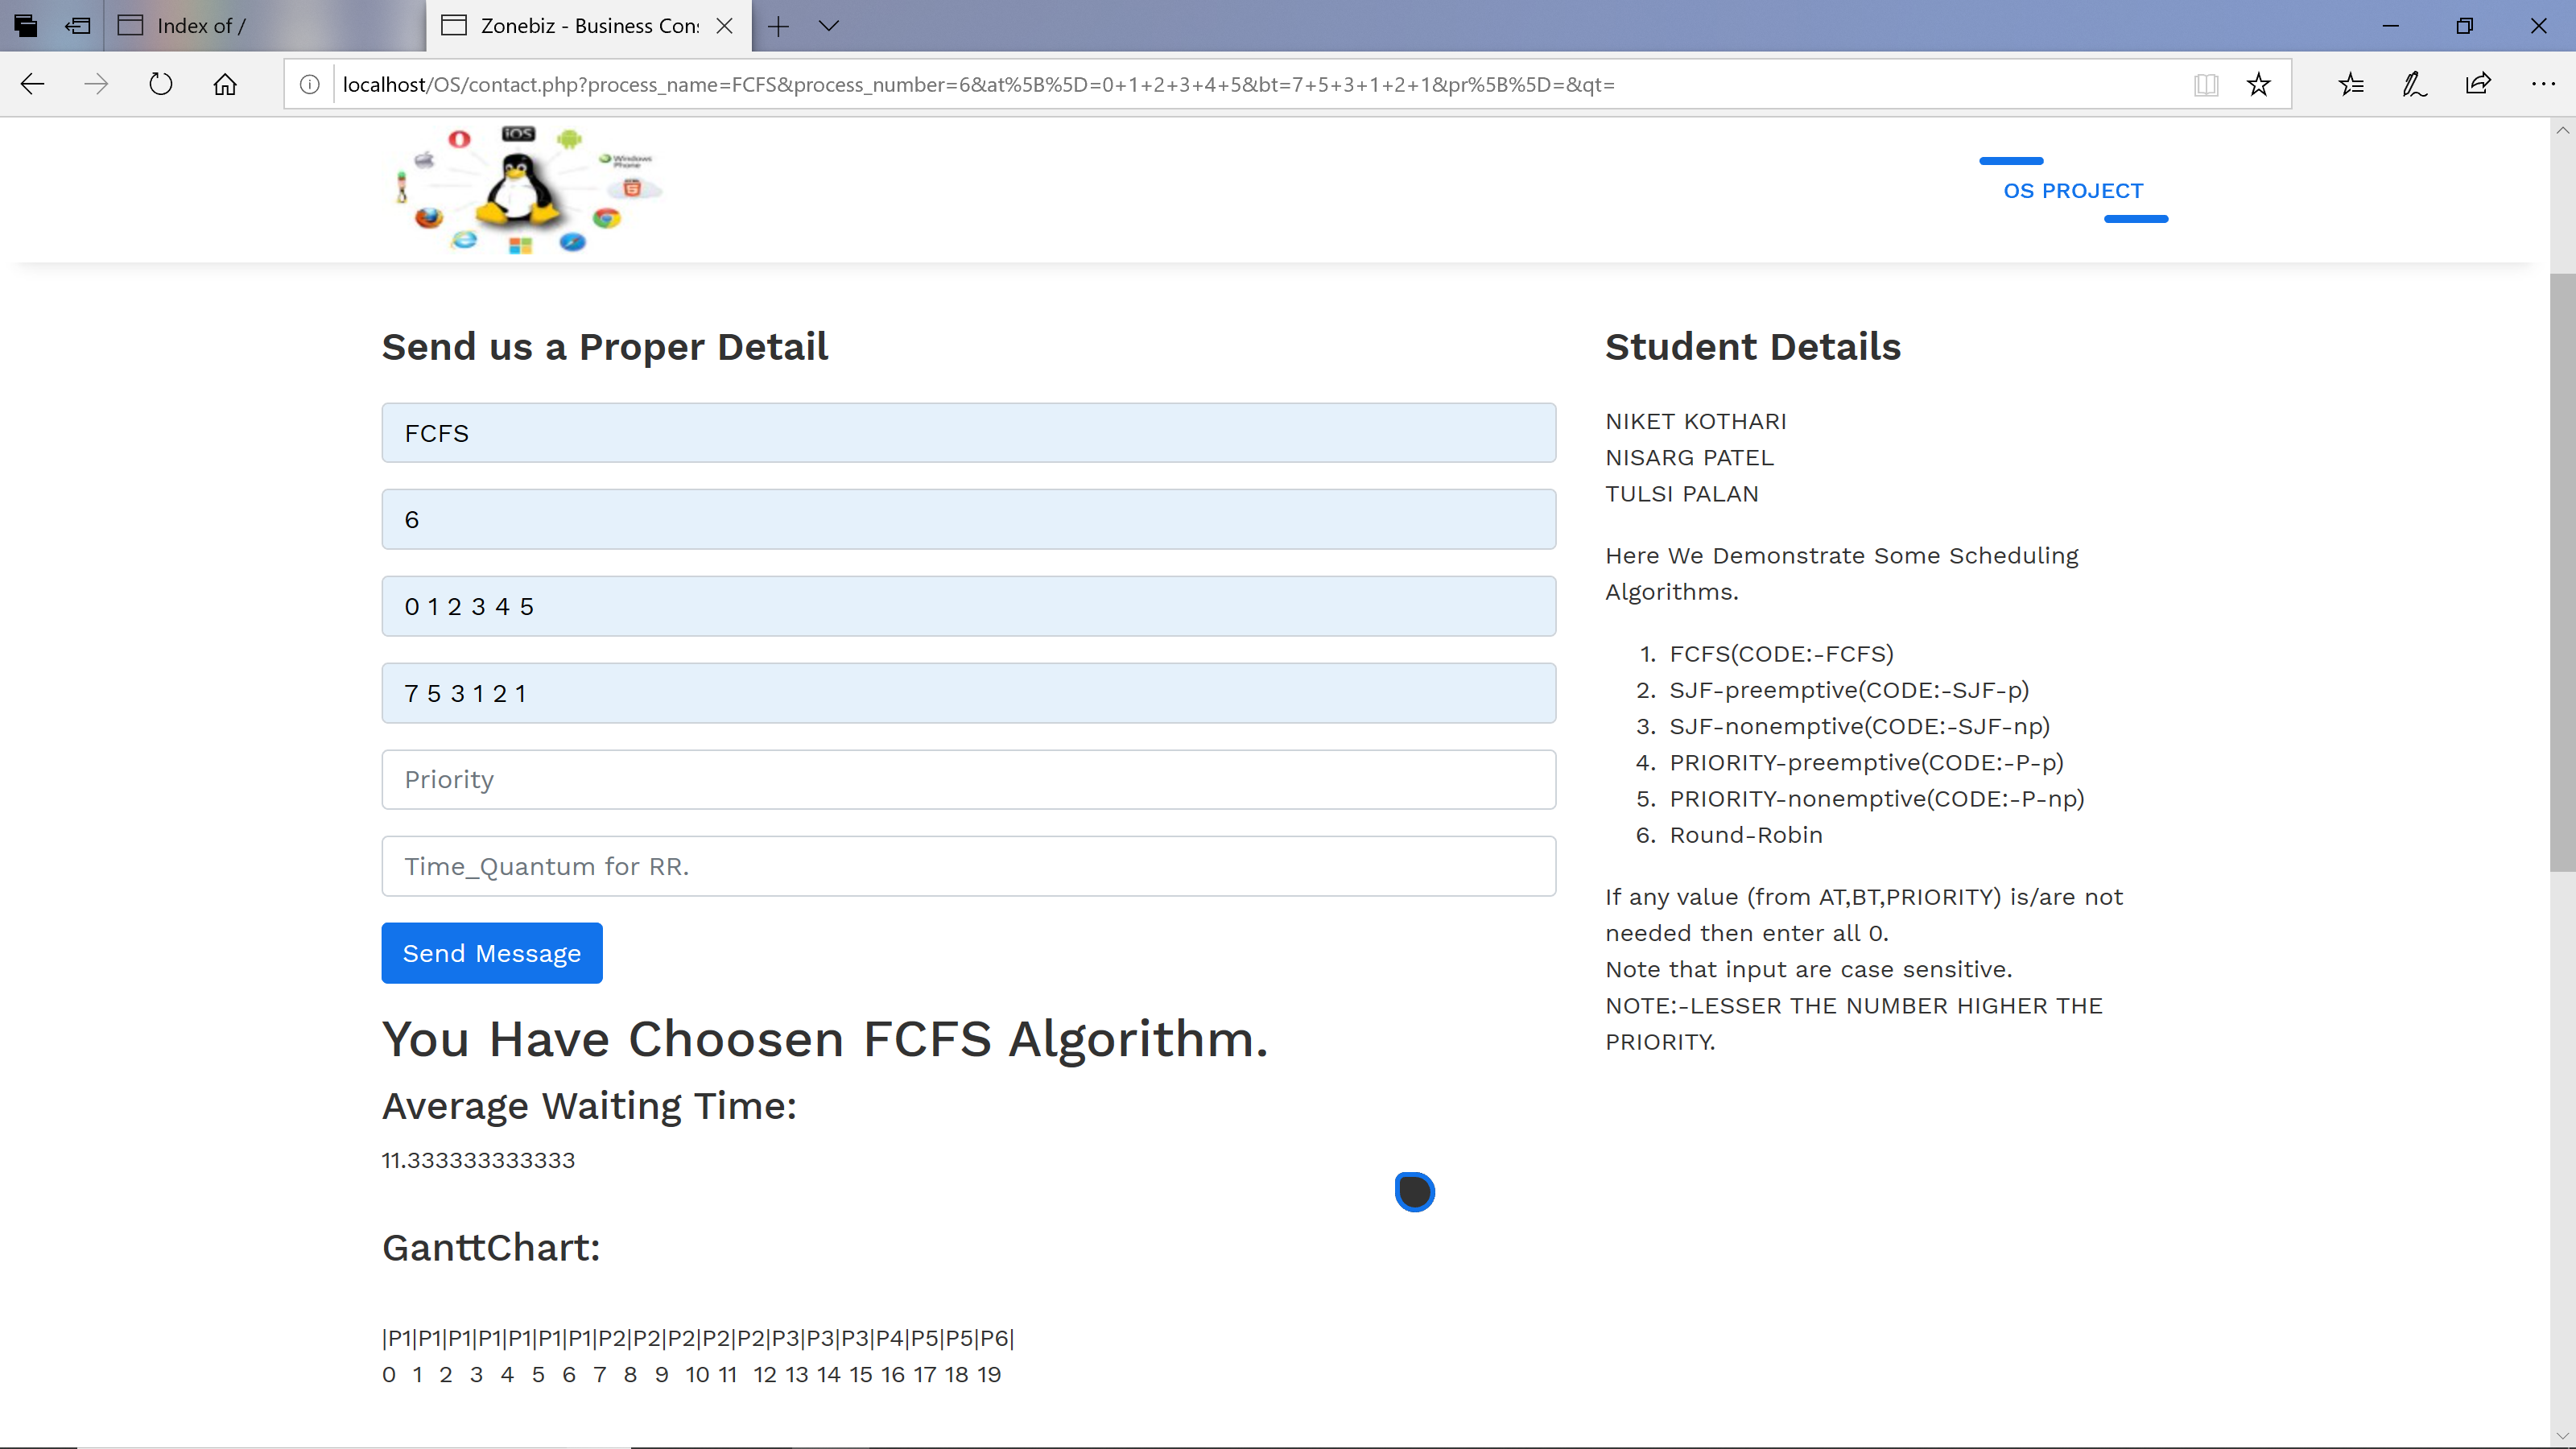 Index of /
Zonebiz - Business Con
localhost/OS/contact.php?process_name=FCFS&process_number=6&at%5B%5D=0+1+2+3+4+5&bt=7+5+3+1+2+1&pr%5B%5D=&qt=
iOS
Windows Phone
OS PROJECT
Send us a Proper Detail
FCFS
6
0 1 2 3 4 5
7 5 3 1 2 1
Priority
Time_Quantum for RR.
Send Message
You Have Choosen FCFS Algorithm.
Average Waiting Time:
11.333333333333
GanttChart:
|P1|P1|P1|P1|P1|P1|P1|P2|P2|P2|P2|P2|P3|P3|P3|P4|P5|P5|P6|
0 1 2 3 4 5 6 7 8 9 10 11 12 13 14 15 16 17 18 19
Student Details
NIKET KOTHARI
NISARG PATEL
TULSI PALAN
Here We Demonstrate Some Scheduling
Algorithms.
1. FCFS(CODE:-FCFS)
2. SJF-preemptive(CODE:-SJF-p)
3. SJF-nonemptive(CODE:-SJF-np)
4. PRIORITY-preemptive(CODE:-P-p)
5. PRIORITY-nonemptive(CODE:-P-np)
6. Round-Robin
If any value (from AT,BT,PRIORITY) is/are not
needed then enter all 0.
Note that input are case sensitive.
NOTE:-LESSER THE NUMBER HIGHER THE
PRIORITY.